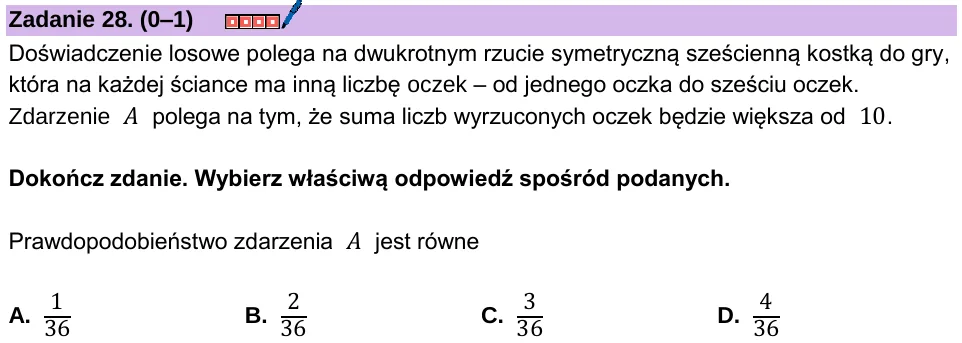 Zadanie 28. (0–1)
Doświadczenie losowe polega na dwukrotnym rzucie symetryczną sześcienną kostką do gry,
która na każdej ściance ma inną liczbę oczek – od jednego oczka do sześciu oczek.
Zdarzenie A polega na tym, że suma liczb wyrzuconych oczek będzie większa od 10.
Dokończ zdanie. Wybierz właściwą odpowiedź spośród podanych.
Prawdopodobieństwo zdarzenia A jest równe
A. 1/36 B. 2/36 C. 3/36 D. 4/36